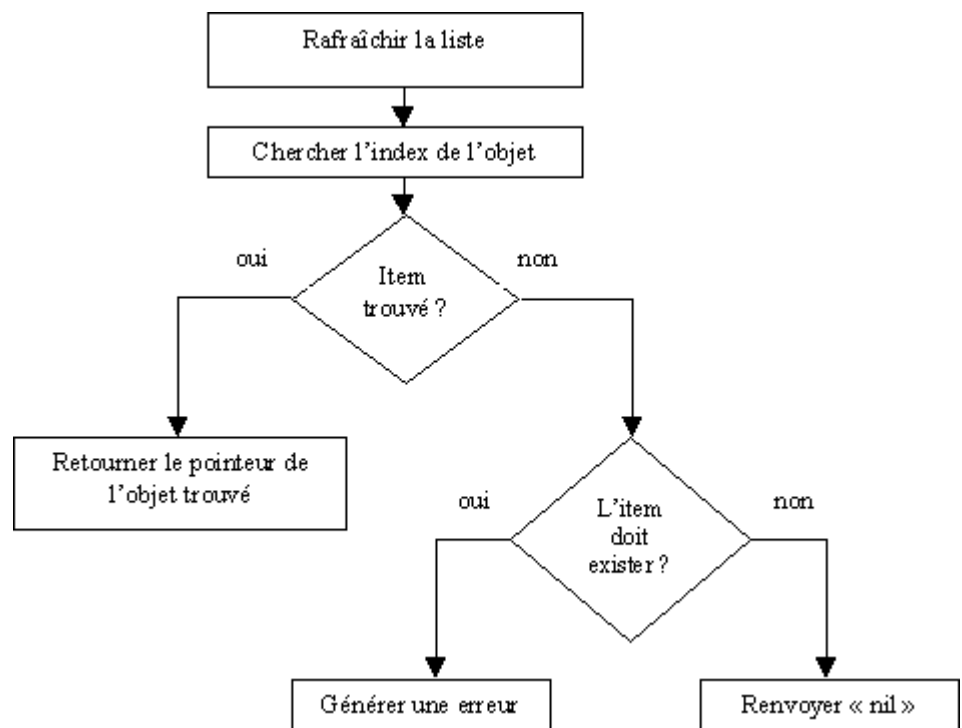 Rafraîchir la liste
Chercher l’index de l’objet
oui
non
Item
trouvé ?
Retourner le pointeur de
l’objet trouvé
oui
non
L’item
doit
exister ?
Générer une erreur
Renvoyer « nil »